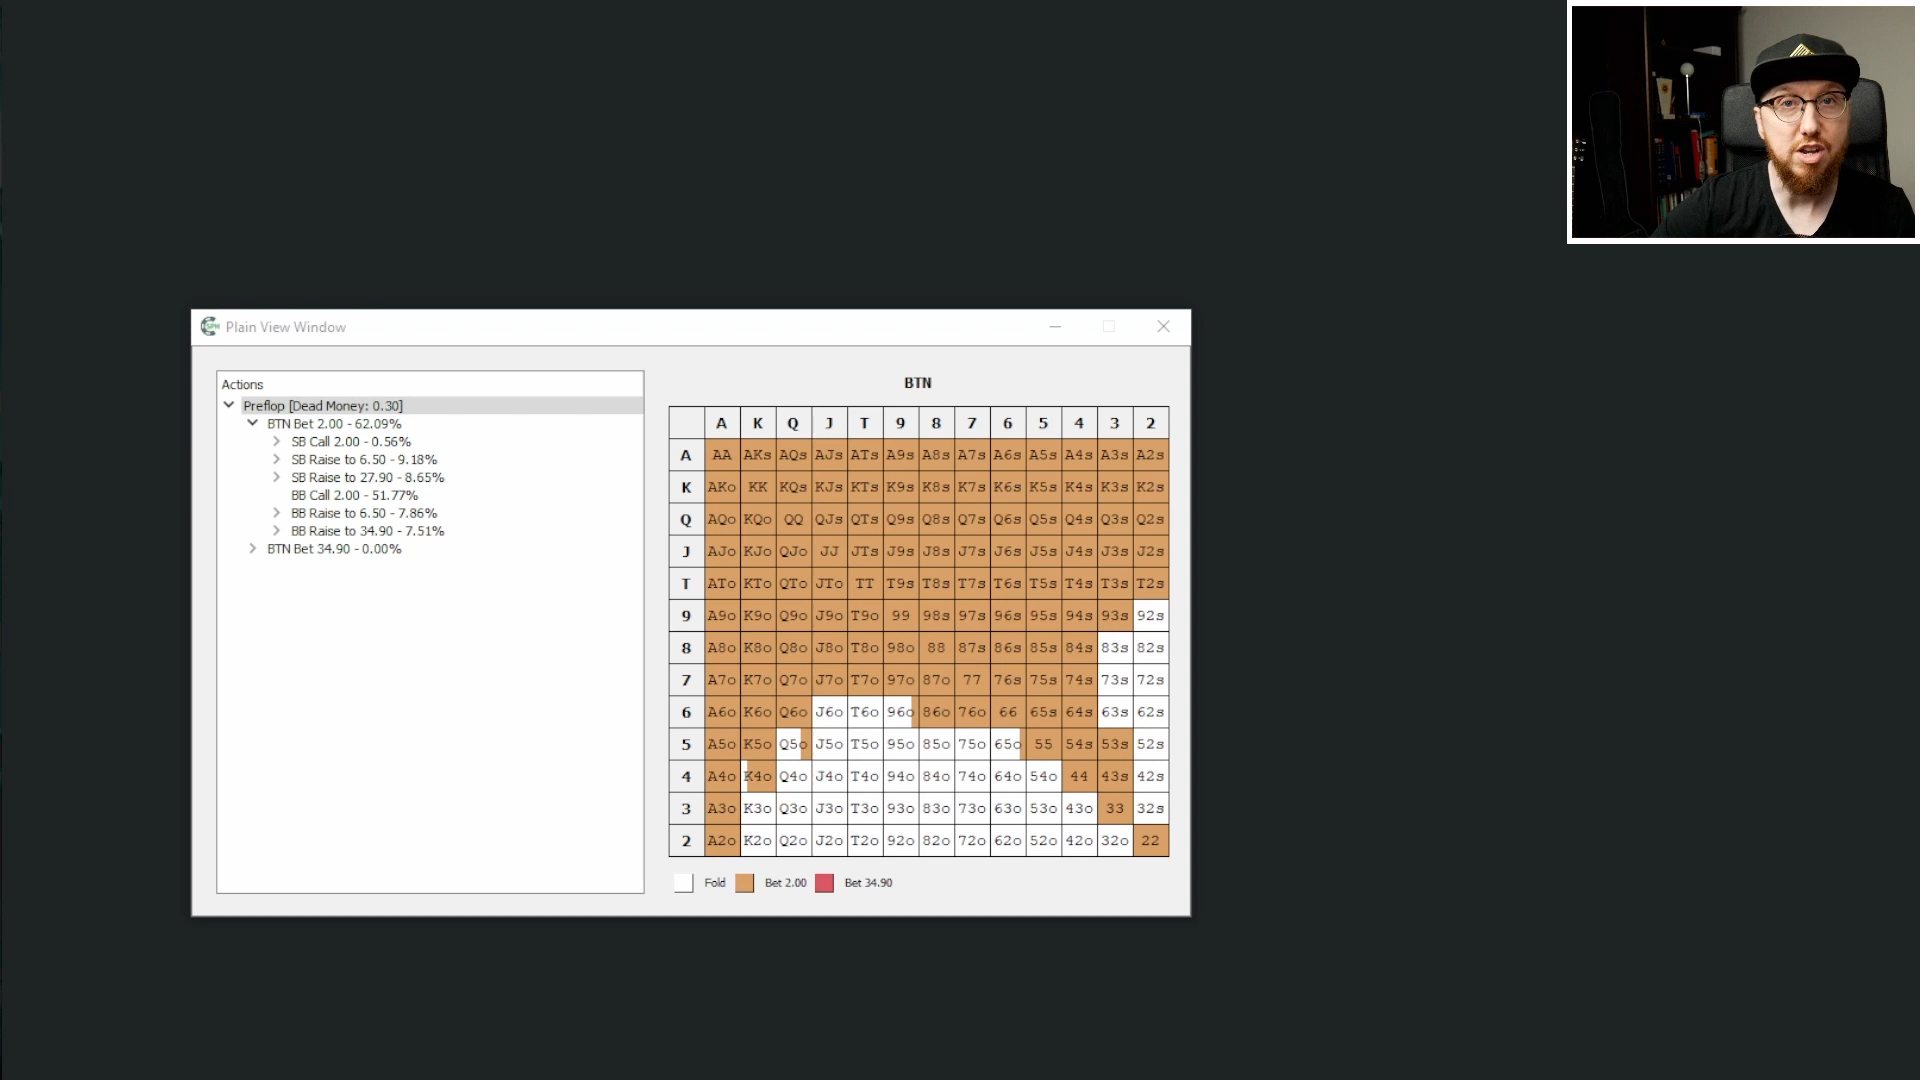 Plain View Window
Actions
Preflop [Dead Money: 0.30]
BTN Bet 2.00 - 62.09%
SB Call 2.00 - 0.56%
SB Raise to 6.50 - 9.18%
SB Raise to 27.90 - 8.65%
BB Call 2.00 - 51.77%
BB Raise to 6.50 - 7.86%
BB Raise to 34.90 - 7.51%
BTN Bet 34.90 - 0.00%
BTN
A K Q J T 9 8 7 6 5 4 3 2
A AA AKs AQs AJs ATs A9s A8s A7s A6s A5s A4s A3s A2s
K AKo KK KQs KJs KTs K9s K8s K7s K6s K5s K4s K3s K2s
Q AQo KQo QQ QJs QTs Q9s Q8s Q7s Q6s Q5s Q4s Q3s Q2s
J AJo KJo QJo JJ JTs J9s J8s J7s J6s J5s J4s J3s J2s
T ATo KTo QTo JTo TT T9s T8s T7s T6s T5s T4s T3s T2s
9 A9o K9o Q9o J9o T9o 99 98s 97s 96s 95s 94s 93s 92s
8 A8o K8o Q8o J8o T8o 98o 88 87s 86s 85s 84s 83s 82s
7 A7o K7o Q7o J7o T7o 97o 87o 77 76s 75s 74s 73s 72s
6 A6o K6o Q6o J6o T6o 96o 86o 76o 66 65s 64s 63s 62s
5 A5o K5o Q5o J5o T5o 95o 85o 75o 65o 55 54s 53s 52s
4 A4o K4o Q4o J4o T4o 94o 84o 74o 64o 54o 44 43s 42s
3 A3o K3o Q3o J3o T3o 93o 83o 73o 63o 53o 43o 33 32s
2 A2o K2o Q2o J2o T2o 92o 82o 72o 62o 52o 42o 32o 22
Fold Bet 2.00 Bet 34.90